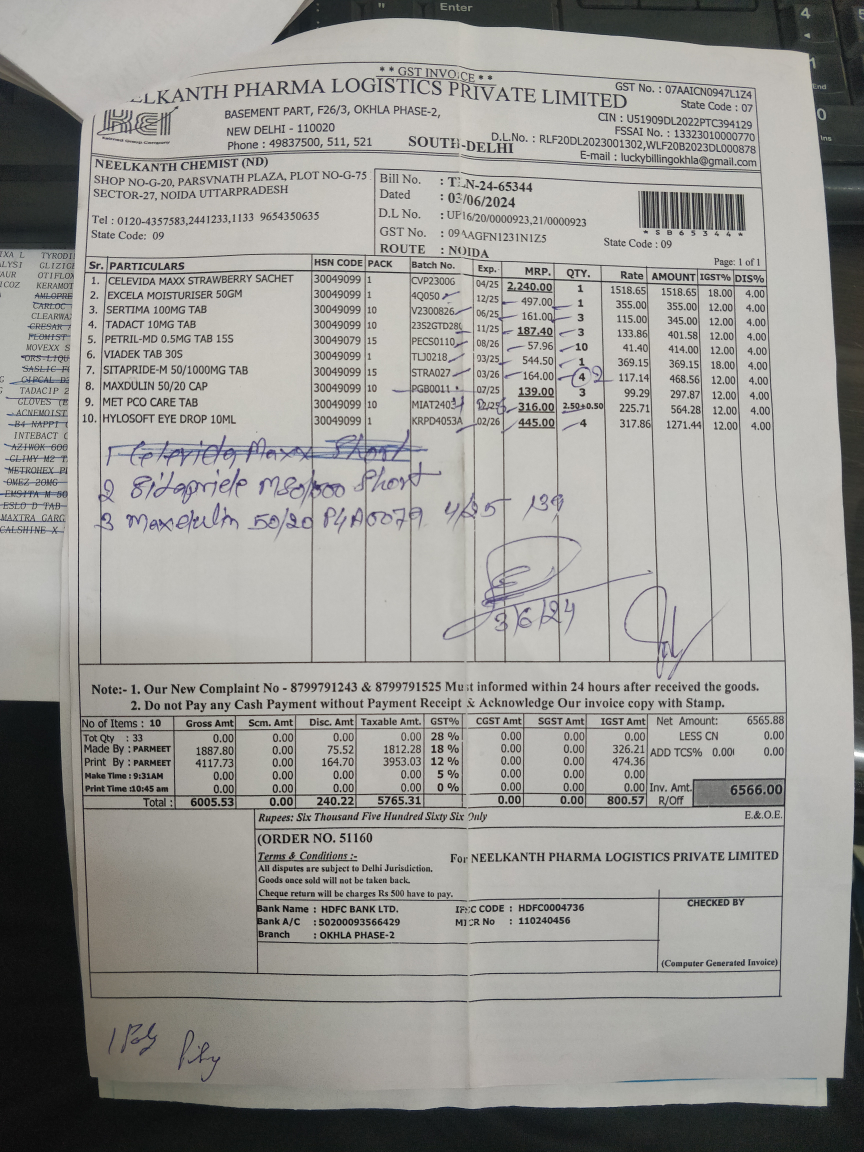 * * GST INVOICE * *
ELKANTH PHARMA LOGISTICS PRIVATE LIMITED
BASEMENT PART, F26/3, OKHLA PHASE-2,
NEW DELHI - 110020
Phone : 49837500, 511, 521
SOUTH-DELHI
GST No. : 07AAICN0947L1Z4
State Code : 07
CIN : U51909DL2022PTC394129
FSSAI No. : 13323010000770
D.L.No. : RLF20DL2023001302,WLF20B2023DL000878
E-mail : luckybillingokhla@gmail.com
NEELKANTH CHEMIST (ND)
SHOP NO-G-20, PARSVNATH PLAZA, PLOT NO-G-75
SECTOR-27, NOIDA UTTARPRADESH
Tel : 0120-4357583,2441233,1133 9654350635
State Code: 09
Bill No. : TLN-24-65344
Dated : 03/06/2024
D.L No. : UP16/20/0000923,21/0000923
GST No. : 09AAGFN1231N1Z5
ROUTE : NOIDA
* S B 6 5 3 4 4 *
State Code : 09
Page: 1 of 1
Sr. PARTICULARS HSN CODE PACK Batch No. Exp. MRP. QTY. Rate AMOUNT IGST% DIS%
1. CELEVIDA MAXX STRAWBERRY SACHET 30049099 1 CVP23006 04/25 2,240.00 1 1518.65 1518.65 18.00 4.00
2. EXCELA MOISTURISER 50GM 30049099 1 4Q050 12/25 497.00 1 355.00 355.00 12.00 4.00
3. SERTIMA 100MG TAB 30049099 10 V2300826 06/25 161.00 3 115.00 345.00 12.00 4.00
4. TADACT 10MG TAB 30049099 10 23S2GTD28 11/25 187.40 3 133.86 401.58 12.00 4.00
5. PETRIL-MD 0.5MG TAB 15S 30049079 15 PECS0110 08/26 57.96 10 41.40 414.00 12.00 4.00
6. VIADEK TAB 30S 30049099 1 TLJ0218 03/25 544.50 1 369.15 369.15 18.00 4.00
7. SITAPRIDE-M 50/1000MG TAB 30049099 15 STRA027 03/26 164.00 4 2 117.14 468.56 12.00 4.00
8. MAXDULIN 50/20 CAP 30049099 10 PGB0011 07/25 139.00 3 99.29 297.87 12.00 4.00
9. MET PCO CARE TAB 30049099 10 MIAT2403 316.00 2.50+0.50 225.71 564.28 12.00 4.00
10. HYLOSOFT EYE DROP 10ML 30049099 1 KRPD4053A 02/26 445.00 4 317.86 1271.44 12.00 4.00
1 Celevida Maxx Short
2 Sitapride M50/500 Short
3 Maxdulin 50/20 P4A0079 4/25 139
3/6/24
Note:- 1. Our New Complaint No - 8799791243 & 8799791525 Must informed within 24 hours after received the goods.
2. Do not Pay any Cash Payment without Payment Receipt & Acknowledge Our invoice copy with Stamp.
No of Items : 10 Gross Amt Scm. Amt Disc. Amt Taxable Amt. GST% CGST Amt SGST Amt IGST Amt Net Amount: 6565.88
Tot Qty : 33 0.00 0.00 0.00 0.00 28 % 0.00 0.00 0.00 LESS CN 0.00
Made By : PARMEET 1887.80 0.00 75.52 1812.28 18 % 0.00 0.00 326.21 ADD TCS% 0.00 0.00
Print By : PARMEET 4117.73 0.00 164.70 3953.03 12 % 0.00 0.00 474.36
Make Time : 9:31AM 0.00 0.00 0.00 0.00 5 % 0.00 0.00 0.00
Print Time :10:45 am 0.00 0.00 0.00 0.00 0 % 0.00 0.00 0.00 Inv. Amt. 6566.00
Total : 6005.53 0.00 240.22 5765.31 0.00 0.00 800.57 R/Off
Rupees: Six Thousand Five Hundred Sixty Six Only E.& O.E.
(ORDER NO. 51160
Terms & Conditions :-
All disputes are subject to Delhi Jurisdiction.
Goods once sold will not be taken back.
Cheque return will be charges Rs 500 have to pay.
For NEELKANTH PHARMA LOGISTICS PRIVATE LIMITED
Bank Name : HDFC BANK LTD. IFSC CODE : HDFC0004736
Bank A/C : 50200093566429 MICR No : 110240456
Branch : OKHLA PHASE-2
CHECKED BY
(Computer Generated Invoice)